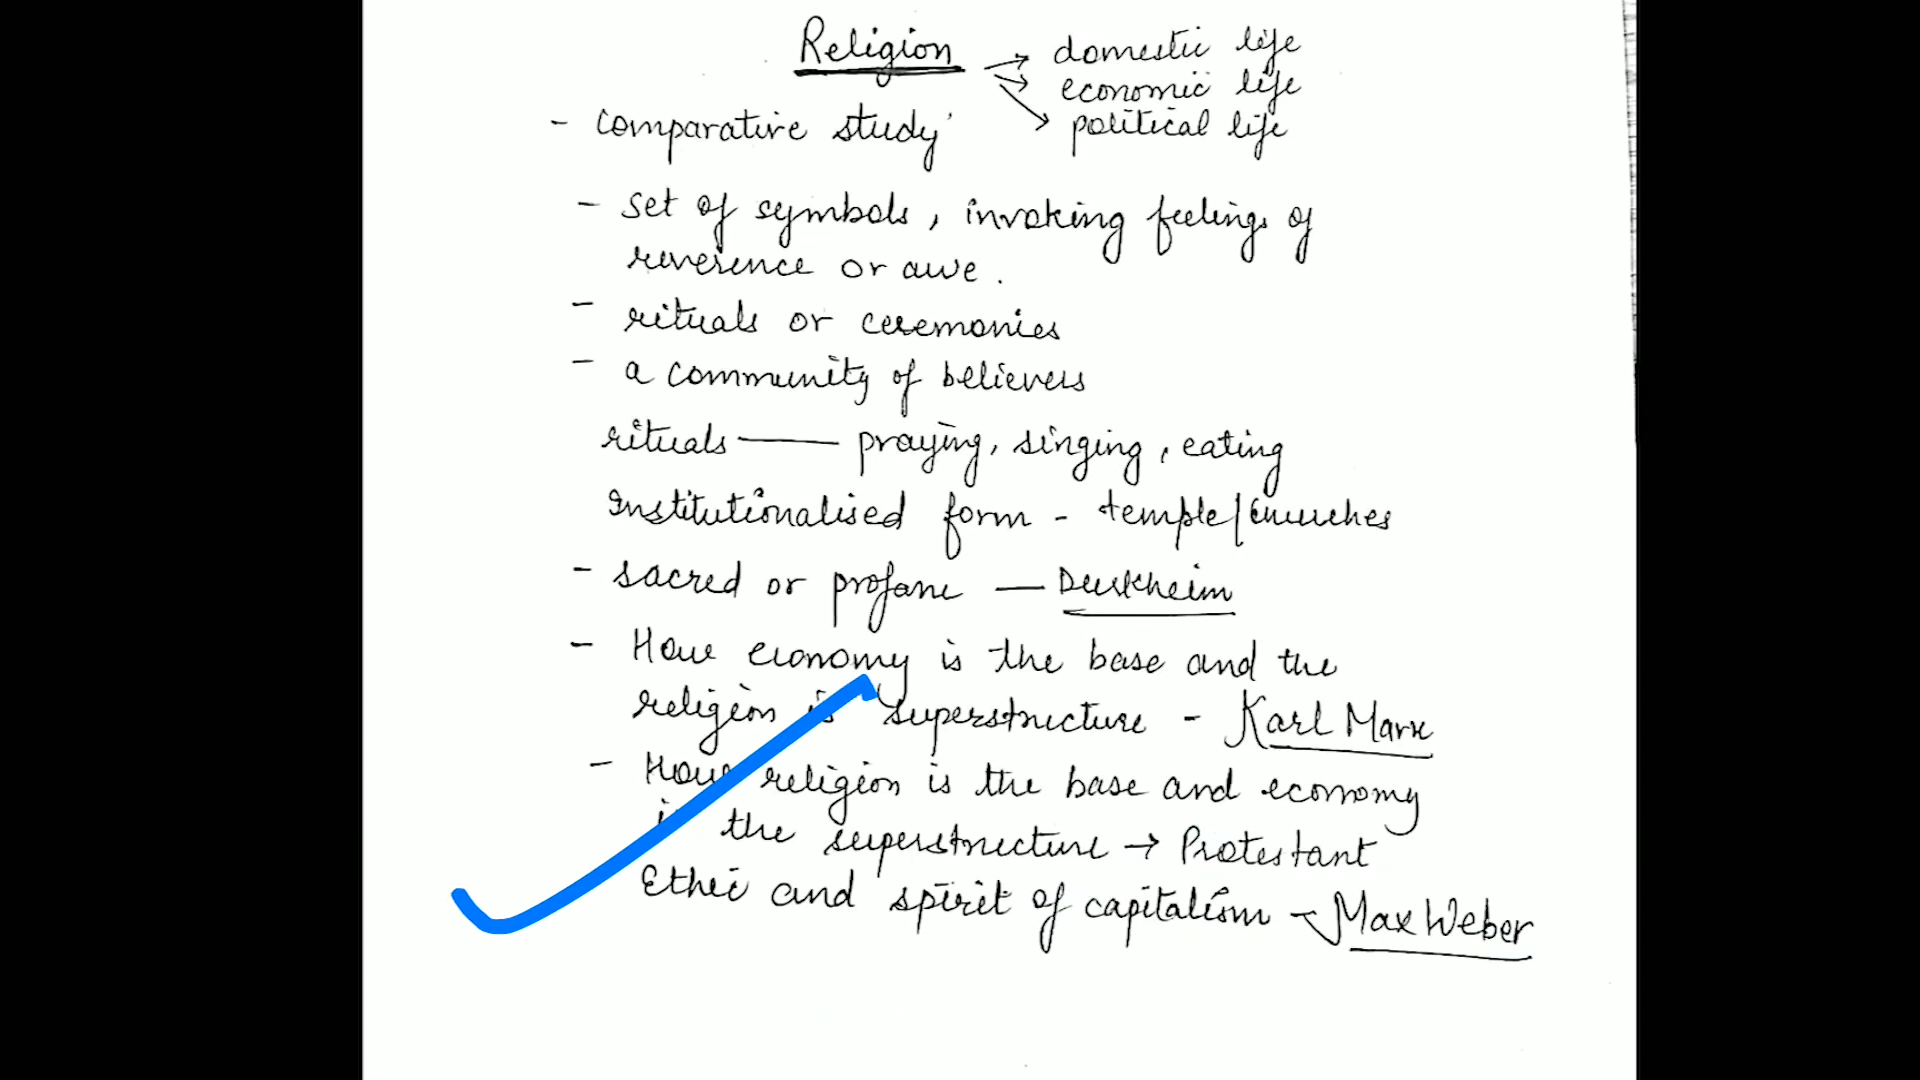 Religion
domestic life
economic life
political life
- comparative study
- set of symbols, invoking feelings of
reverence or awe.
- rituals or ceremonies
- a community of believers
rituals — praying, singing, eating
Institutionalised form - temple/churches
- sacred or profane — Durkheim
- How economy is the base and the
religion is superstructure - Karl Marx
- How religion is the base and economy
the superstructure → Protestant
Ethic and spirit of capitalism - Max Weber